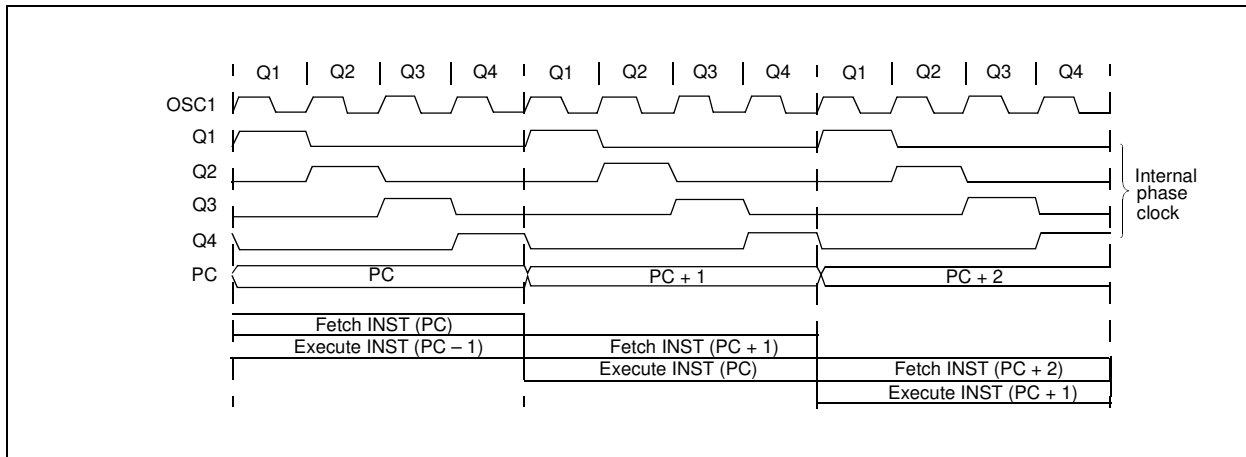 Q1 Q2 Q3 Q4 Q1 Q2 Q3 Q4 Q1 Q2 Q3 Q4
OSC1
Q1
Q2
Q3
Q4
Internal
phase
clock
PC PC PC + 1 PC + 2
Fetch INST (PC)
Execute INST (PC – 1) Fetch INST (PC + 1)
Execute INST (PC) Fetch INST (PC + 2)
Execute INST (PC + 1)